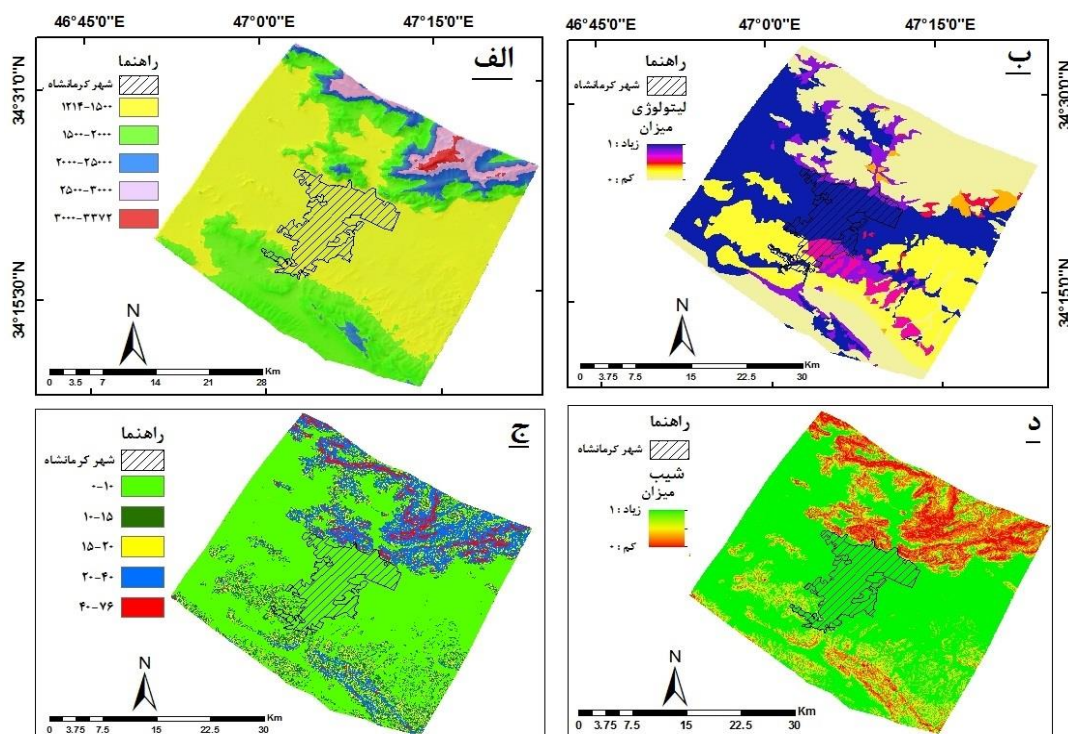 46°45'0"E 47°0'0"E 47°15'0"E
الف
راهنما
شهر کرمانشاه
۱۲۱۴-۱۵۰۰
۱۵۰۰-۲۰۰۰
۲۰۰۰-۲۵۰۰
۲۵۰۰-۳۰۰۰
۳۰۰۰-۳۳۷۲
34°31'0"N
34°15'30"N
N
Km
0 3.5 7 14 21 28
46°45'0"E 47°0'0"E 47°15'0"E
ب
راهنما
شهر کرمانشاه
لیتولوژی
میزان
زیاد : ۱
کم : ۰
34°30'0"N
34°15'0"N
N
Km
0 3.75 7.5 15 22.5 30
ج
راهنما
شهر کرمانشاه
۰-۱۰
۱۰-۱۵
۱۵-۲۰
۲۰-۴۰
۴۰-۷۶
N
Km
0 3.75 7.5 15 22.5 30
د
راهنما
شهر کرمانشاه
شیب
میزان
زیاد : ۱
کم : ۰
N
Km
0 3.75 7.5 15 22.5 30